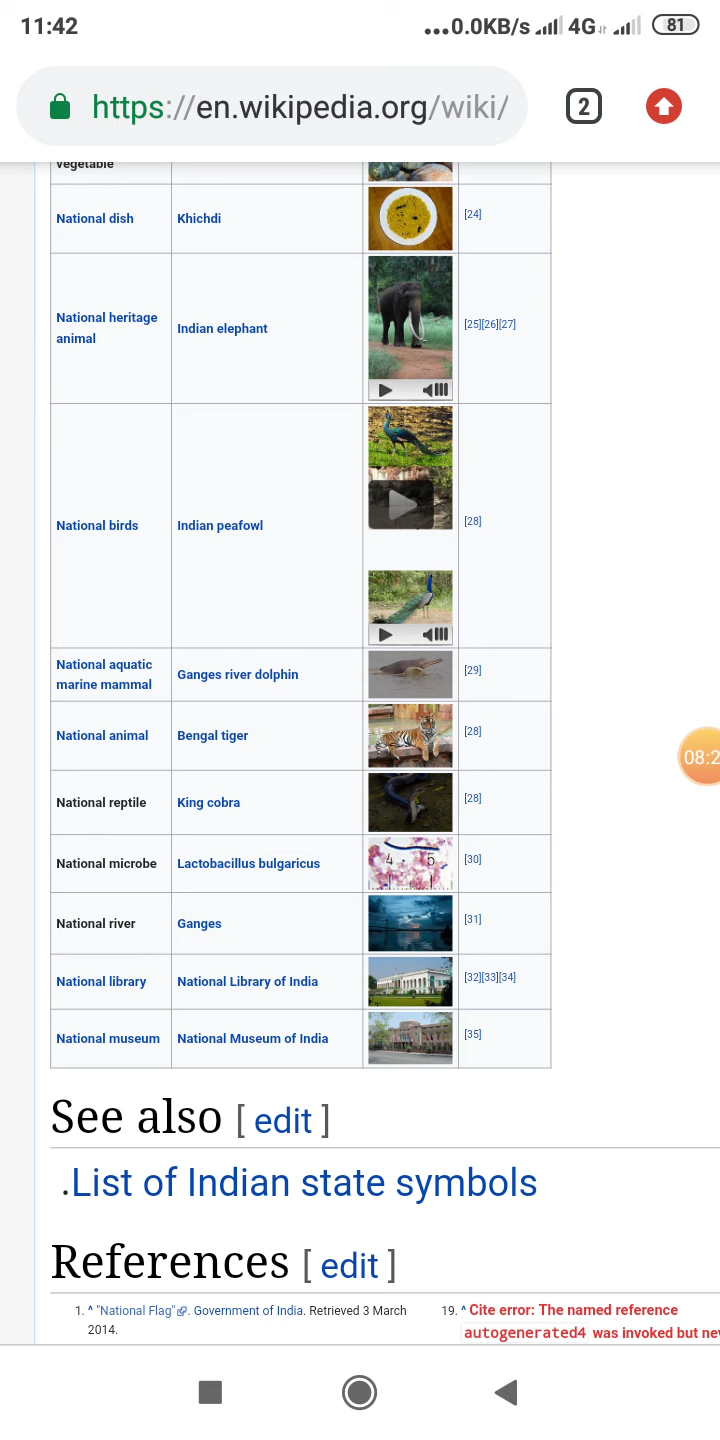 11:42
...0.0KB/s 4G 81
https://en.wikipedia.org/wiki/
2
vegetable
National dish Khichdi [24]
National heritage
animal
Indian elephant [25][26][27]
National birds Indian peafowl [28]
National aquatic
marine mammal
Ganges river dolphin [29]
National animal Bengal tiger [28]
National reptile King cobra [28]
National microbe Lactobacillus bulgaricus 4 5 [30]
National river Ganges [31]
National library National Library of India [32][33][34]
National museum National Museum of India [35]
08:2
See also [ edit ]
.List of Indian state symbols
References [ edit ]
1. ^ "National Flag". Government of India. Retrieved 3 March
2014.
19. ^ Cite error: The named reference
autogenerated4 was invoked but nev